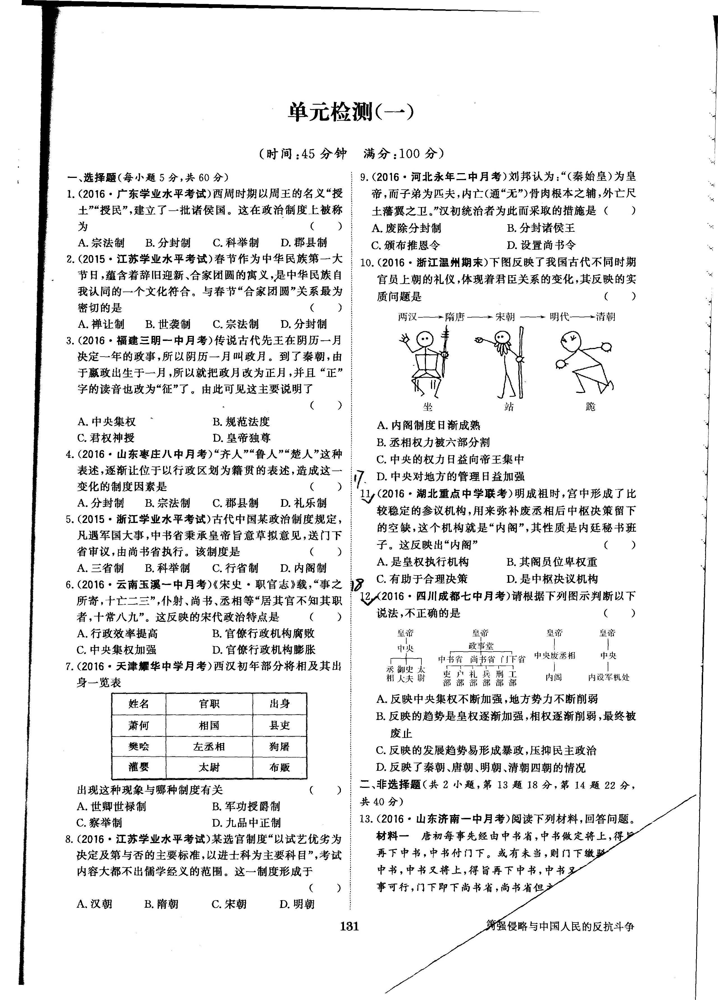 单元检测(一)
(时间:45 分钟 满分:100 分)
一、选择题(每小题 5 分,共 60 分)
1.(2016·广东学业水平考试)西周时期以周王的名义“授
土”“授民”,建立了一批诸侯国。这在政治制度上被称
为 ( )
A.宗法制 B.分封制 C.科举制 D.郡县制
2.(2015·江苏学业水平考试)春节作为中华民族第一大
节日,蕴含着辞旧迎新、合家团圆的寓义,是中华民族自
我认同的一个文化符合。与春节“合家团圆”关系最为
密切的是 ( )
A.禅让制 B.世袭制 C.宗法制 D.分封制
3.(2016·福建三明一中月考)传说古代先王在阴历一月
决定一年的政事,所以阴历一月叫政月。到了秦朝,由
于嬴政出生于一月,所以就把政月改为正月,并且“正”
字的读音也改为“征”了。由此可见这主要说明了
( )
A.中央集权 B.规范法度
C.君权神授 D.皇帝独尊
4.(2016·山东枣庄八中月考)“齐人”“鲁人”“楚人”这种
表述,逐渐让位于以行政区划为籍贯的表述,造成这一
变化的制度因素是 ( )
A.分封制 B.宗法制 C.郡县制 D.礼乐制
5.(2015·浙江学业水平考试)古代中国某政治制度规定,
凡遇军国大事,中书省秉承皇帝旨意草拟意见,送门下
省审议,由尚书省执行。该制度是 ( )
A.三省制 B.科举制 C.行省制 D.内阁制
6.(2016·云南玉溪一中月考)《宋史·职官志》载,“事之
所寄,十亡二三”,仆射、尚书、丞相等“居其官不知其职
者,十常八九”。这反映的宋代政治特点是 ( )
A.行政效率提高 B.官僚行政机构腐败
C.中央集权加强 D.官僚行政机构膨胀
7.(2016·天津耀华中学月考)西汉初年部分将相及其出
身一览表
姓名 官职 出身
萧何 相国 县吏
樊哙 左丞相 狗屠
灌婴 太尉 布贩
出现这种现象与哪种制度有关 ( )
A.世卿世禄制 B.军功授爵制
C.察举制 D.九品中正制
8.(2016·江苏学业水平考试)某选官制度“以试艺优劣为
决定及第与否的主要标准,以进士科为主要科目”,考试
内容大都不出儒学经义的范围。这一制度形成于
( )
A.汉朝 B.隋朝 C.宋朝 D.明朝
9.(2016·河北永年二中月考)刘邦认为:“(秦始皇)为皇
帝,而子弟为匹夫,内亡(通“无”)骨肉根本之辅,外亡尺
土藩翼之卫。”汉初统治者为此而采取的措施是 ( )
A.废除分封制 B.分封诸侯王
C.颁布推恩令 D.设置尚书令
10.(2016·浙江温州期末)下图反映了我国古代不同时期
官员上朝的礼仪,体现着君臣关系的变化,其反映的实
质问题是 ( )
两汉→隋唐→宋朝→明代→清朝
坐 站 跪
A.内阁制度日渐成熟
B.丞相权力被六部分割
C.中央的权力日益向帝王集中
D.中央对地方的管理日益加强
17.
11.(2016·湖北重点中学联考)明成祖时,宫中形成了比
较稳定的参议机构,用来弥补废丞相后中枢决策留下
的空缺,这个机构就是“内阁”,其性质是内廷秘书班
子。这反映出“内阁” ( )
A.是皇权执行机构 B.其阁员位卑权重
C.有助于合理决策 D.是中枢决议机构
18
12.(2016·四川成都七中月考)请根据下列图示判断以下
说法,不正确的是 ( )
皇帝 皇帝 皇帝 皇帝
中央 政事堂 中央废丞相 中央
中书省 尚书省 门下省
丞相 御史大夫 太尉 吏部 户部 礼部 兵部 刑部 工部 内阁 内设军机处
A.反映中央集权不断加强,地方势力不断削弱
B.反映的趋势是皇权逐渐加强,相权逐渐削弱,最终被
废止
C.反映的发展趋势易形成暴政,压抑民主政治
D.反映了秦朝、唐朝、明朝、清朝四朝的情况
二、非选择题(共 2 小题,第 13 题 18 分,第 14 题 22 分,
共 40 分)
13.(2016·山东济南一中月考)阅读下列材料,回答问题。
材料一 唐初每事先经由中书省,中书做定将上,得旨
再下中书,中书付门下。或有未当,则门下缴驳
中书,中书又将上,得旨再下中书,中书又
事可行,门下即下尚书省,尚书省但
131
强侵略与中国人民的反抗斗争